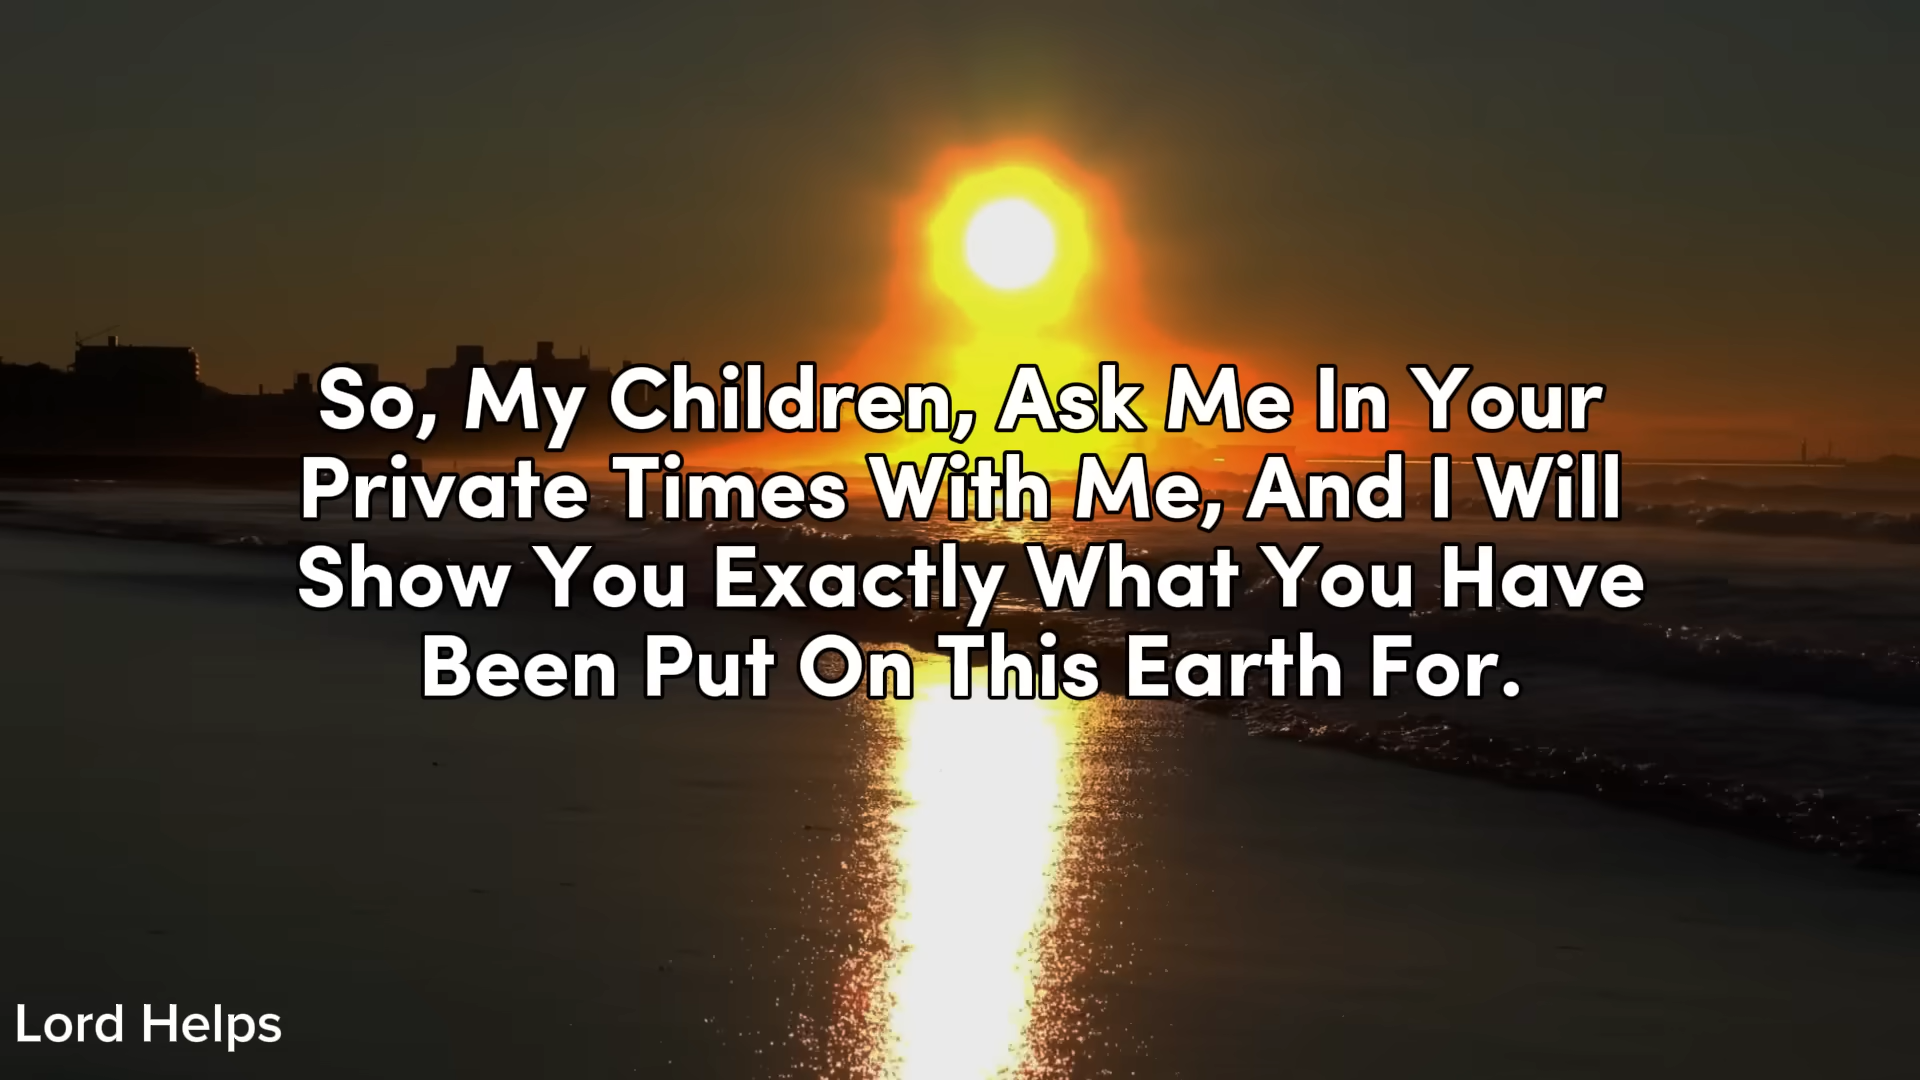 So, My Children, Ask Me In Your
Private Times With Me, And I Will
Show You Exactly What You Have
Been Put On This Earth For.
Lord Helps